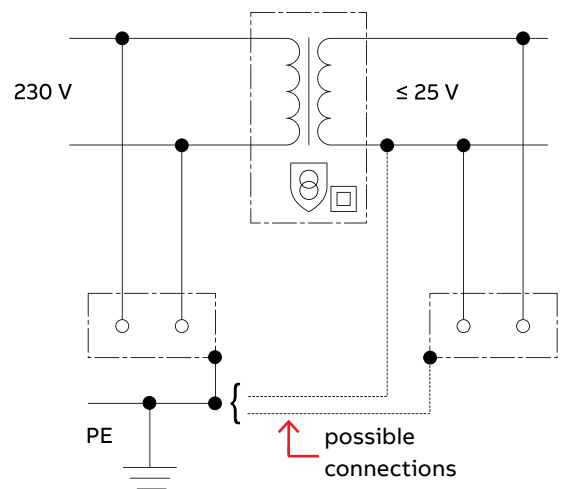 230 V
≤ 25 V
PE
possible
connections